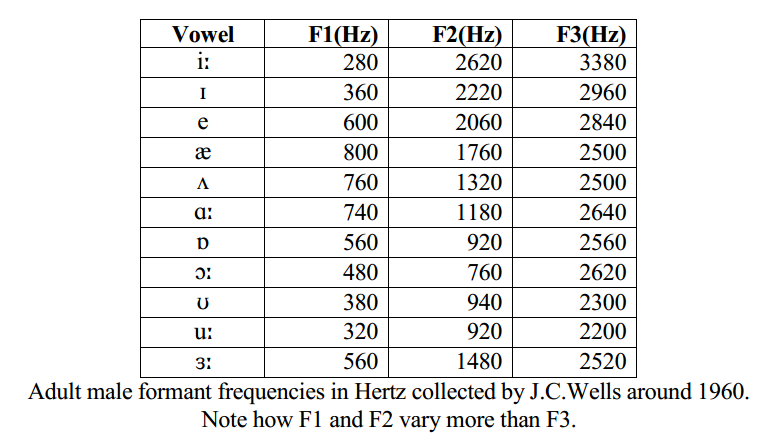 Vowel F1(Hz) F2(Hz) F3(Hz)
iː 280 2620 3380
ɪ 360 2220 2960
e 600 2060 2840
æ 800 1760 2500
ʌ 760 1320 2500
ɑː 740 1180 2640
ɒ 560 920 2560
ɔː 480 760 2620
ʊ 380 940 2300
uː 320 920 2200
ɜː 560 1480 2520
Adult male formant frequencies in Hertz collected by J.C.Wells around 1960.
Note how F1 and F2 vary more than F3.